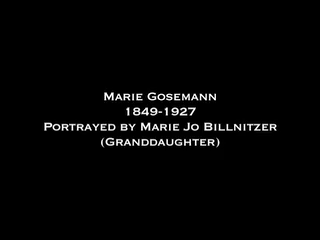 Marie Gosemann
1849-1927
Portrayed by Marie Jo Billnitzer
(Granddaughter)